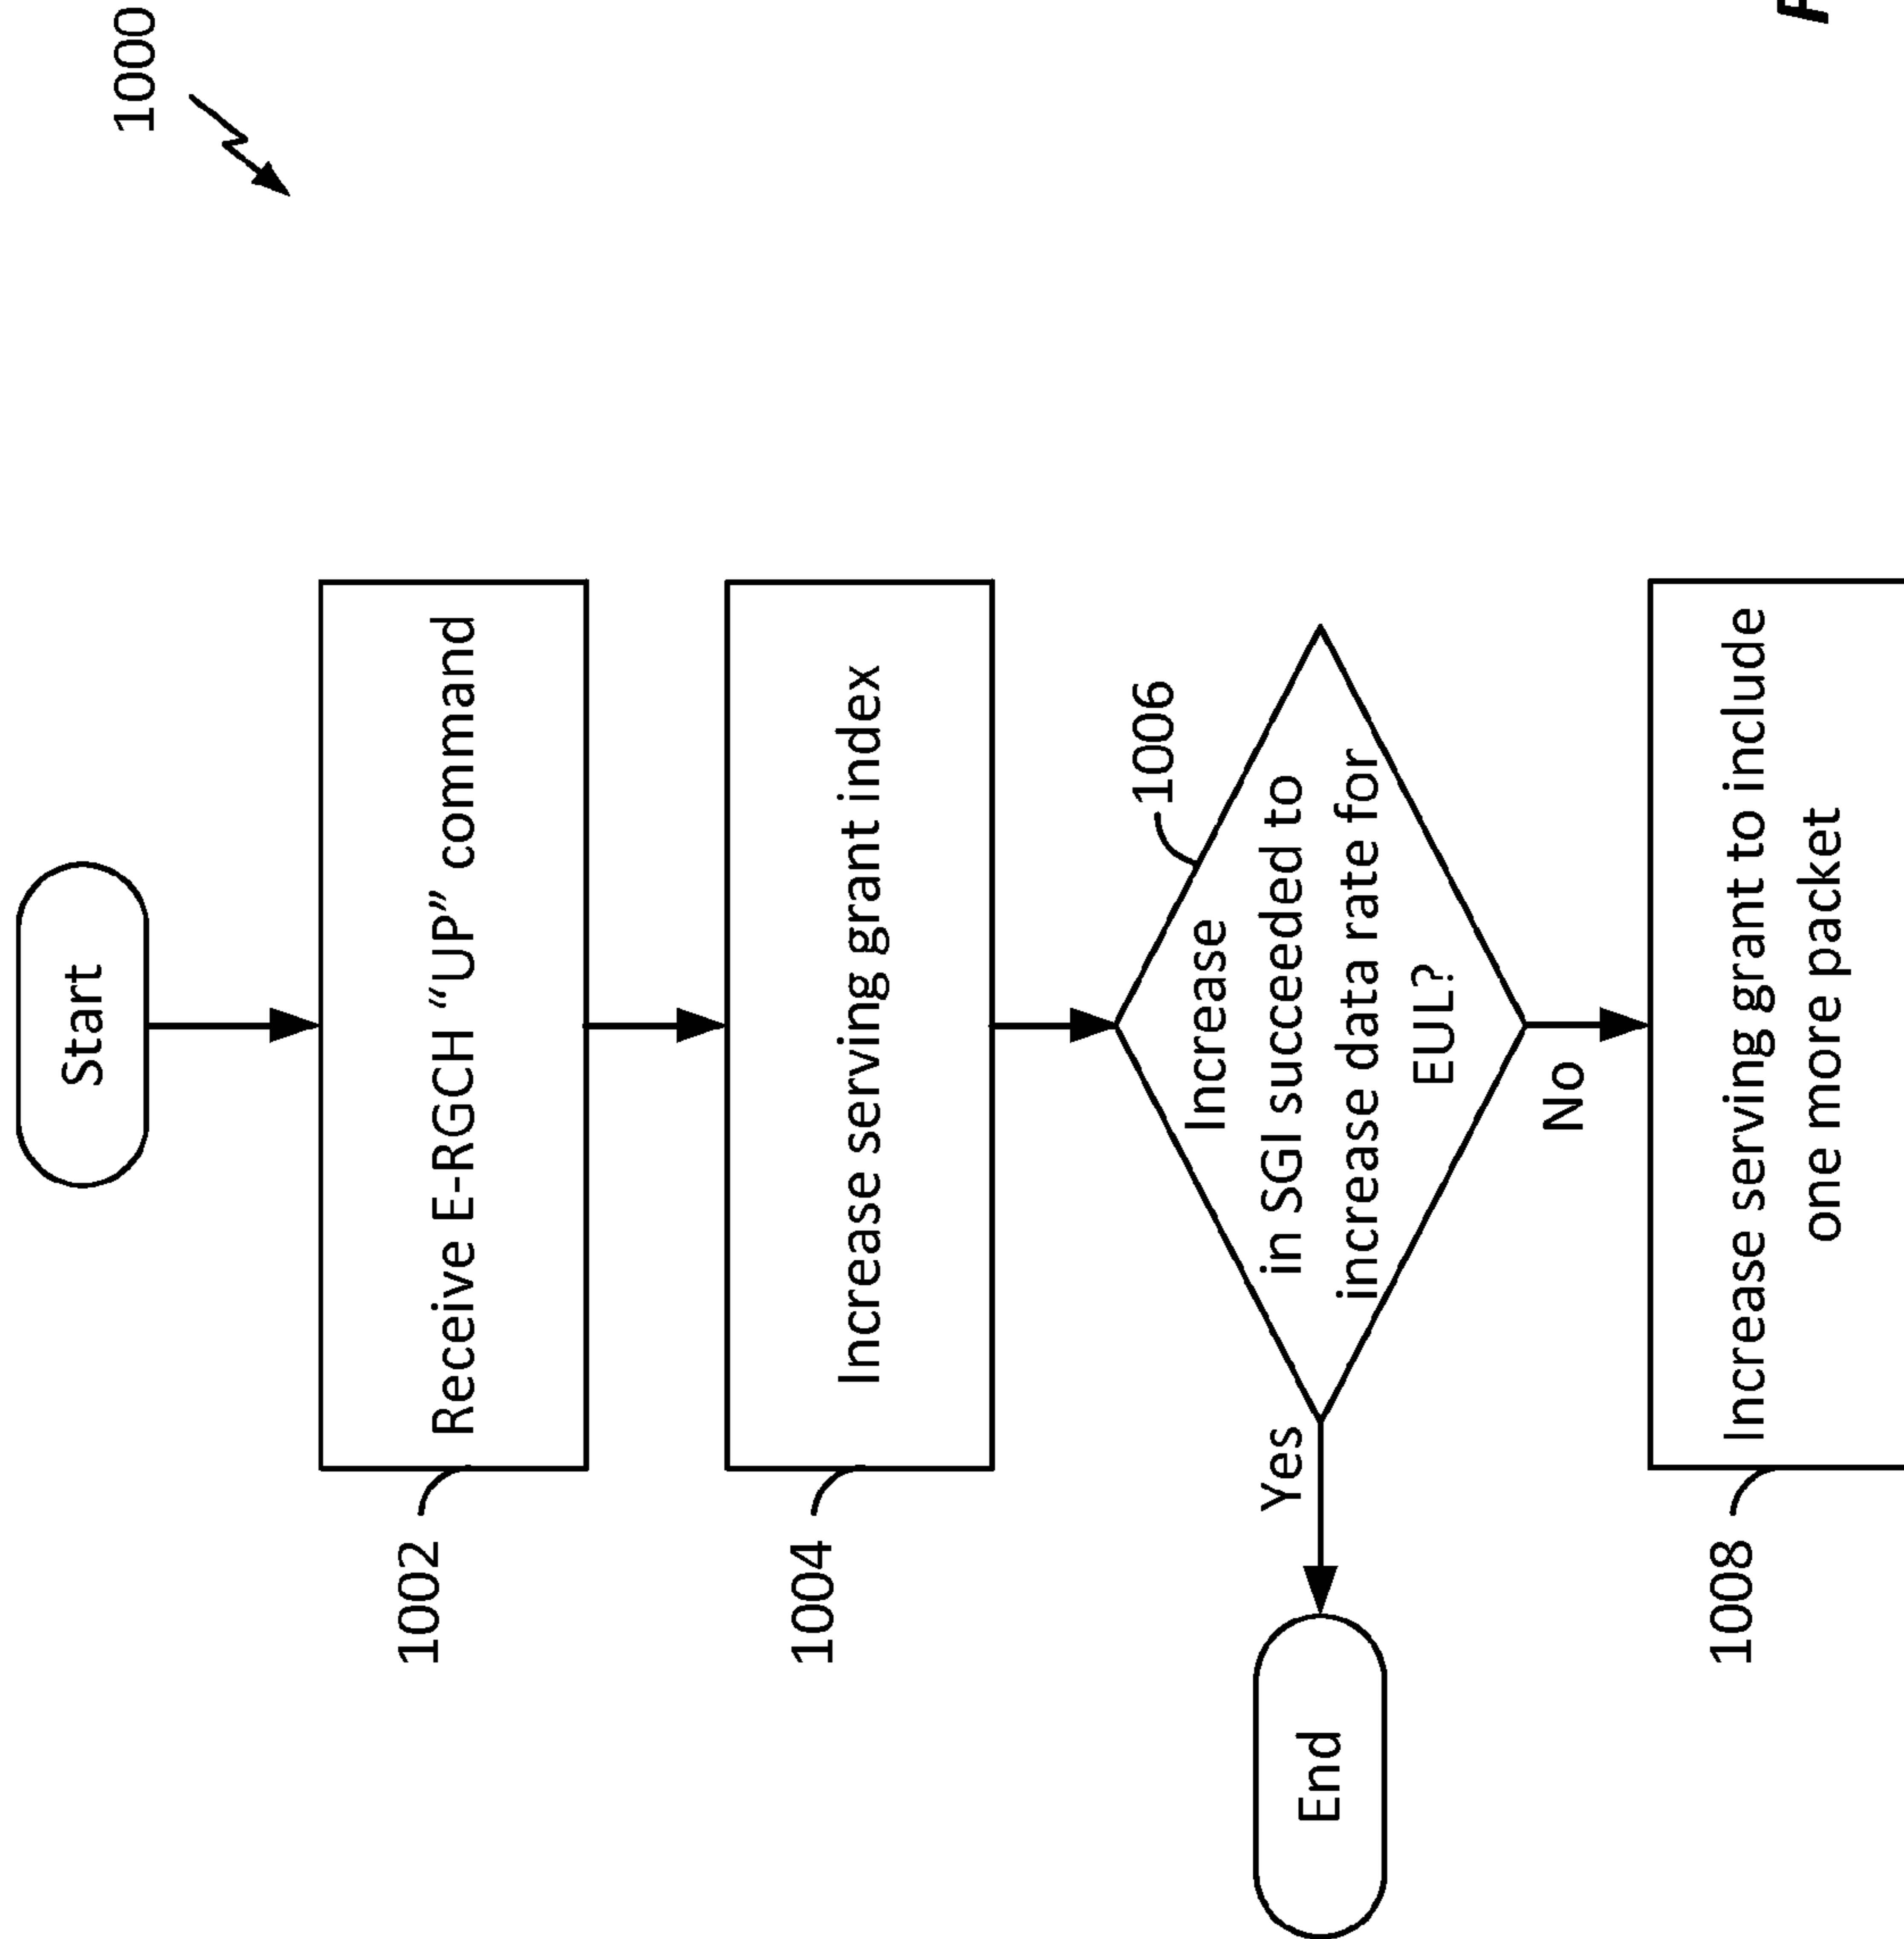 1000
Start
1002
Receive E-RGCH “UP” command
1004
Increase serving grant index
1006
Increase
in SGI succeeded to
increase data rate for
EUL?
Yes
End
No
1008
Increase serving grant to include
one more packet